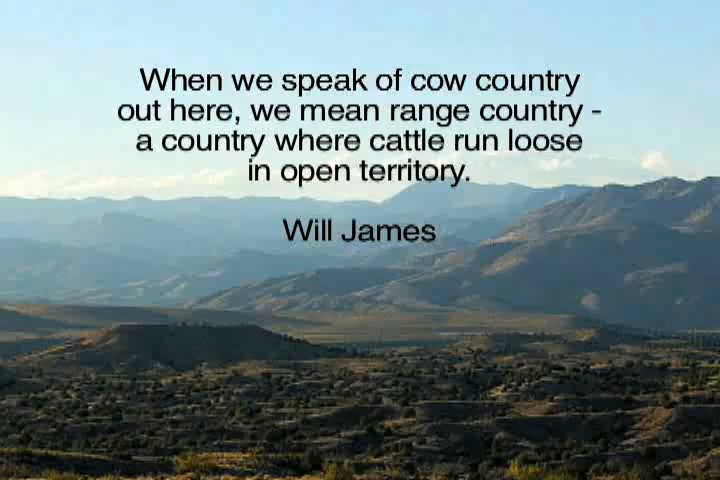 When we speak of cow country
out here, we mean range country -
a country where cattle run loose
in open territory.
Will James